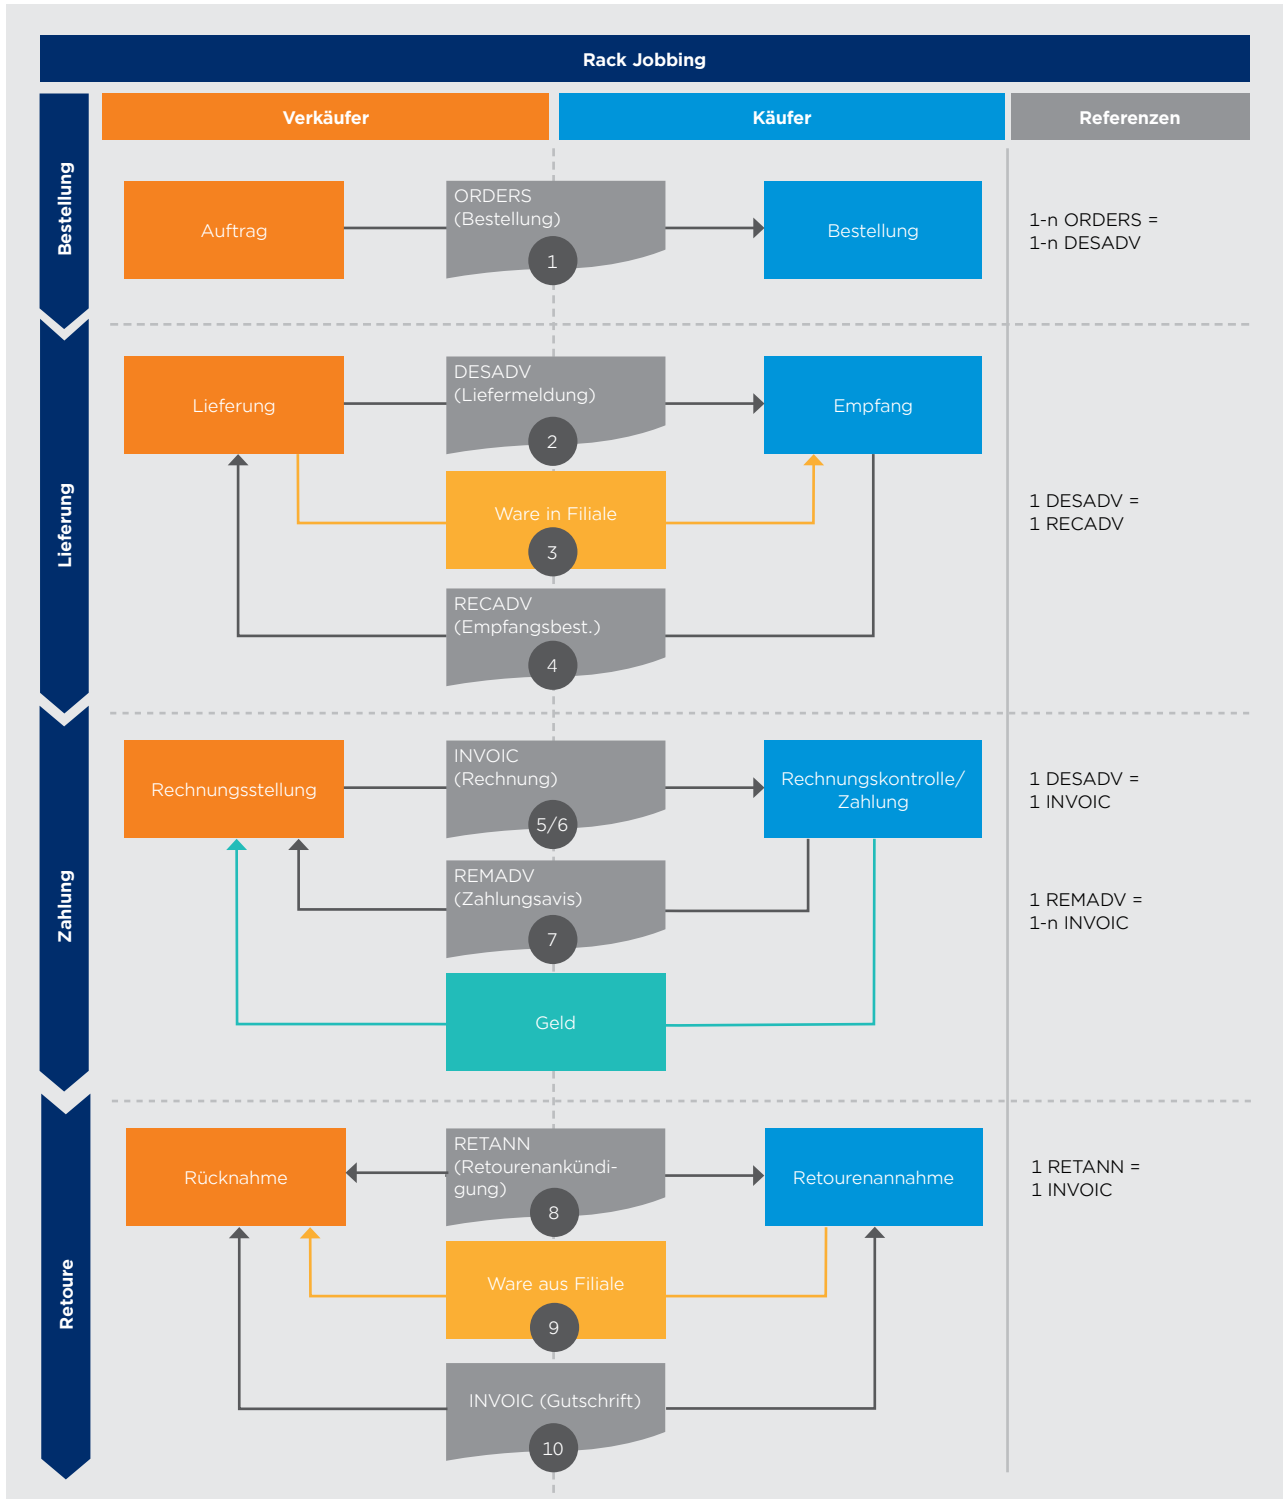 Rack Jobbing
Verkäufer
Käufer
Referenzen
Bestellung
Auftrag
ORDERS
(Bestellung)
1
Bestellung
1-n ORDERS =
1-n DESADV
Lieferung
Lieferung
DESADV
(Liefermeldung)
2
Empfang
Ware in Filiale
3
1 DESADV =
1 RECADV
RECADV
(Empfangsbest.)
4
Zahlung
Rechnungsstellung
INVOIC
(Rechnung)
5/6
Rechnungskontrolle/
Zahlung
1 DESADV =
1 INVOIC
REMADV
(Zahlungsavis)
7
1 REMADV =
1-n INVOIC
Geld
Retoure
Rücknahme
RETANN
(Retourenankündi-
gung)
8
Retourenannahme
1 RETANN =
1 INVOIC
Ware aus Filiale
9
INVOIC (Gutschrift)
10